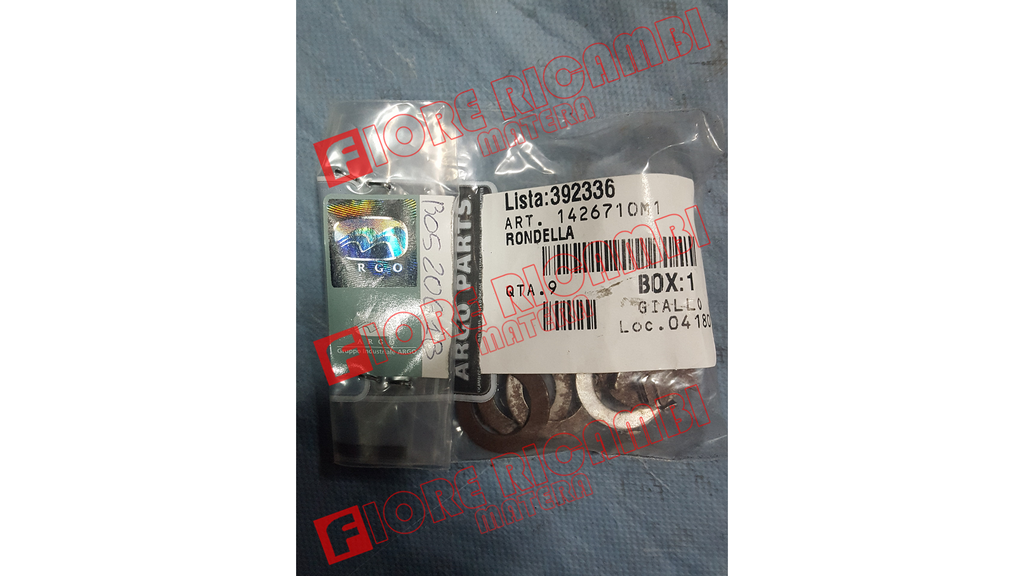 FIORE RICAMBI
MATERA
Lista:392336
ART. 1426710M1
RONDELLA
QTA.9
BOX:1
GIALLO
Loc.04180
ARGO PARTS
ARGO
ARGO
Gruppo Industriale ARGO
FIORE RICAMBI
MATERA
FIORE RICAMBI
MATERA